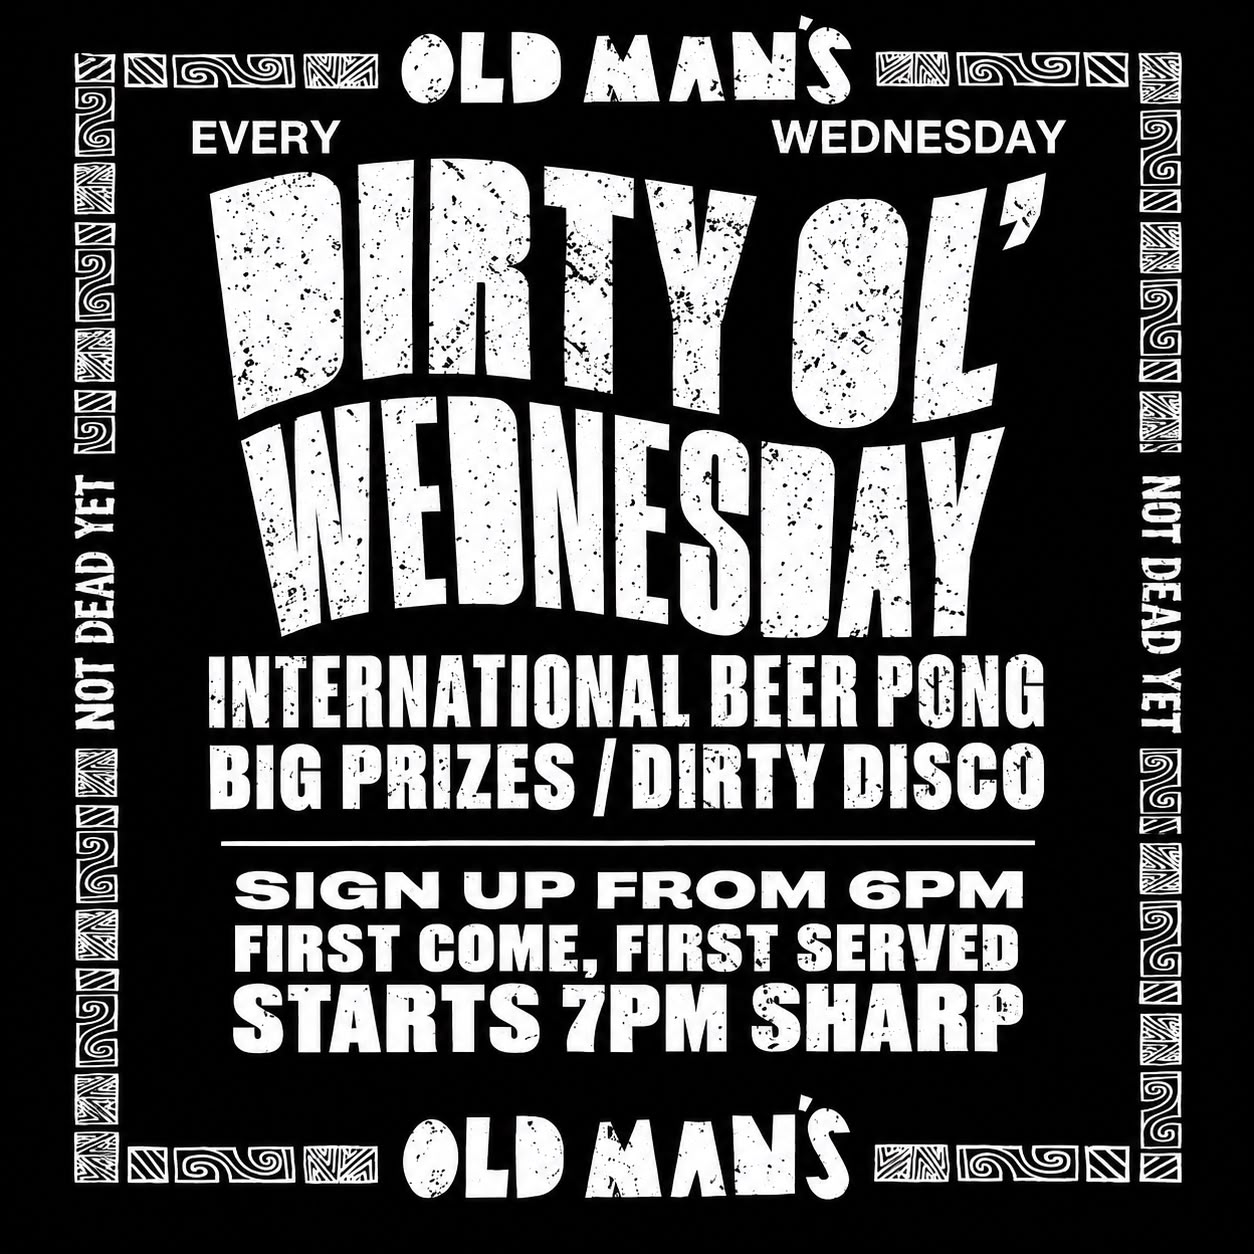 OLD MAN'S
EVERY WEDNESDAY
DIRTY OL'
WEDNESDAY
NOT DEAD YET
NOT DEAD YET
INTERNATIONAL BEER PONG
BIG PRIZES / DIRTY DISCO
SIGN UP FROM 6PM
FIRST COME, FIRST SERVED
STARTS 7PM SHARP
OLD MAN'S